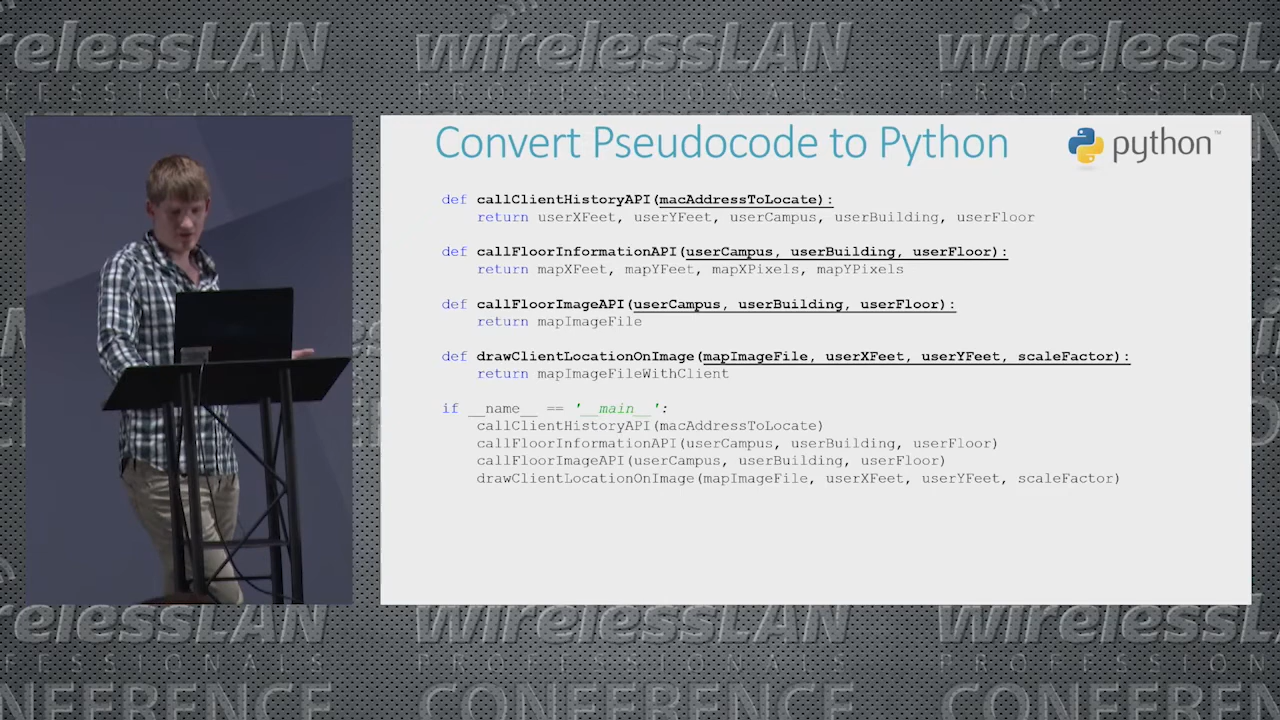 wirelessLAN
PROFESSIONALS
Convert Pseudocode to Python
python™
def callClientHistoryAPI(macAddressToLocate):
return userXFeet, userYFeet, userCampus, userBuilding, userFloor
def callFloorInformationAPI(userCampus, userBuilding, userFloor):
return mapXFeet, mapYFeet, mapXPixels, mapYPixels
def callFloorImageAPI(userCampus, userBuilding, userFloor):
return mapImageFile
def drawClientLocationOnImage(mapImageFile, userXFeet, userYFeet, scaleFactor):
return mapImageFileWithClient
if __name__ == '__main__':
callClientHistoryAPI(macAddressToLocate)
callFloorInformationAPI(userCampus, userBuilding, userFloor)
callFloorImageAPI(userCampus, userBuilding, userFloor)
drawClientLocationOnImage(mapImageFile, userXFeet, userYFeet, scaleFactor)
wirelessLAN
PROFESSIONALS
CONFERENCE